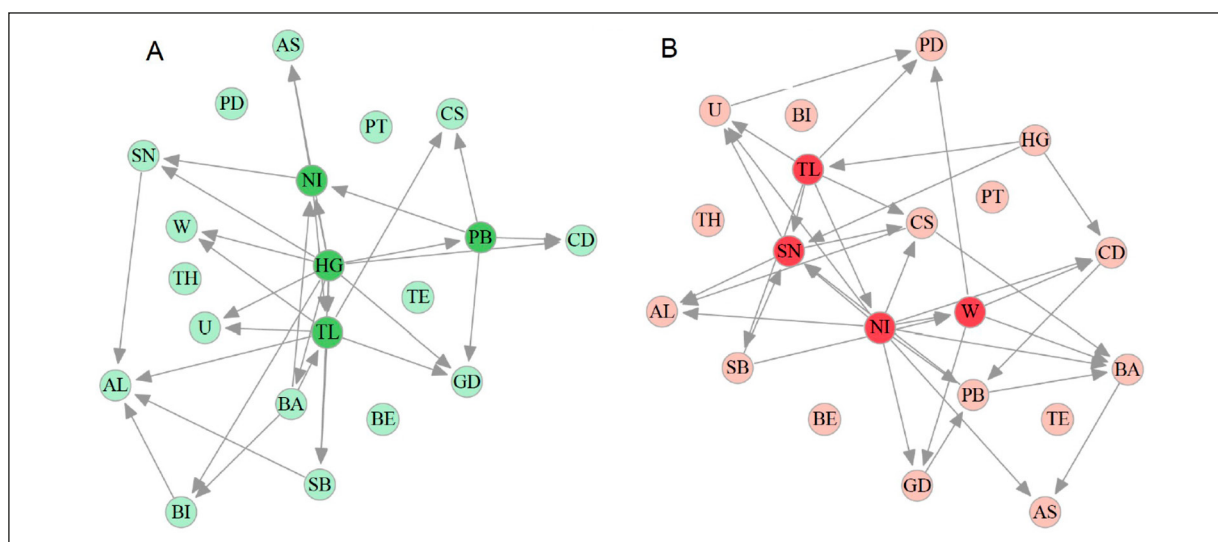 A
AS
PD
PT
CS
SN
NI
W
PB
CD
HG
TH
TE
U
TL
AL
BA
GD
BE
SB
BI
B
PD
U
BI
HG
TL
PT
TH
CS
SN
CD
AL
NI
W
SB
PB
BA
BE
TE
GD
AS